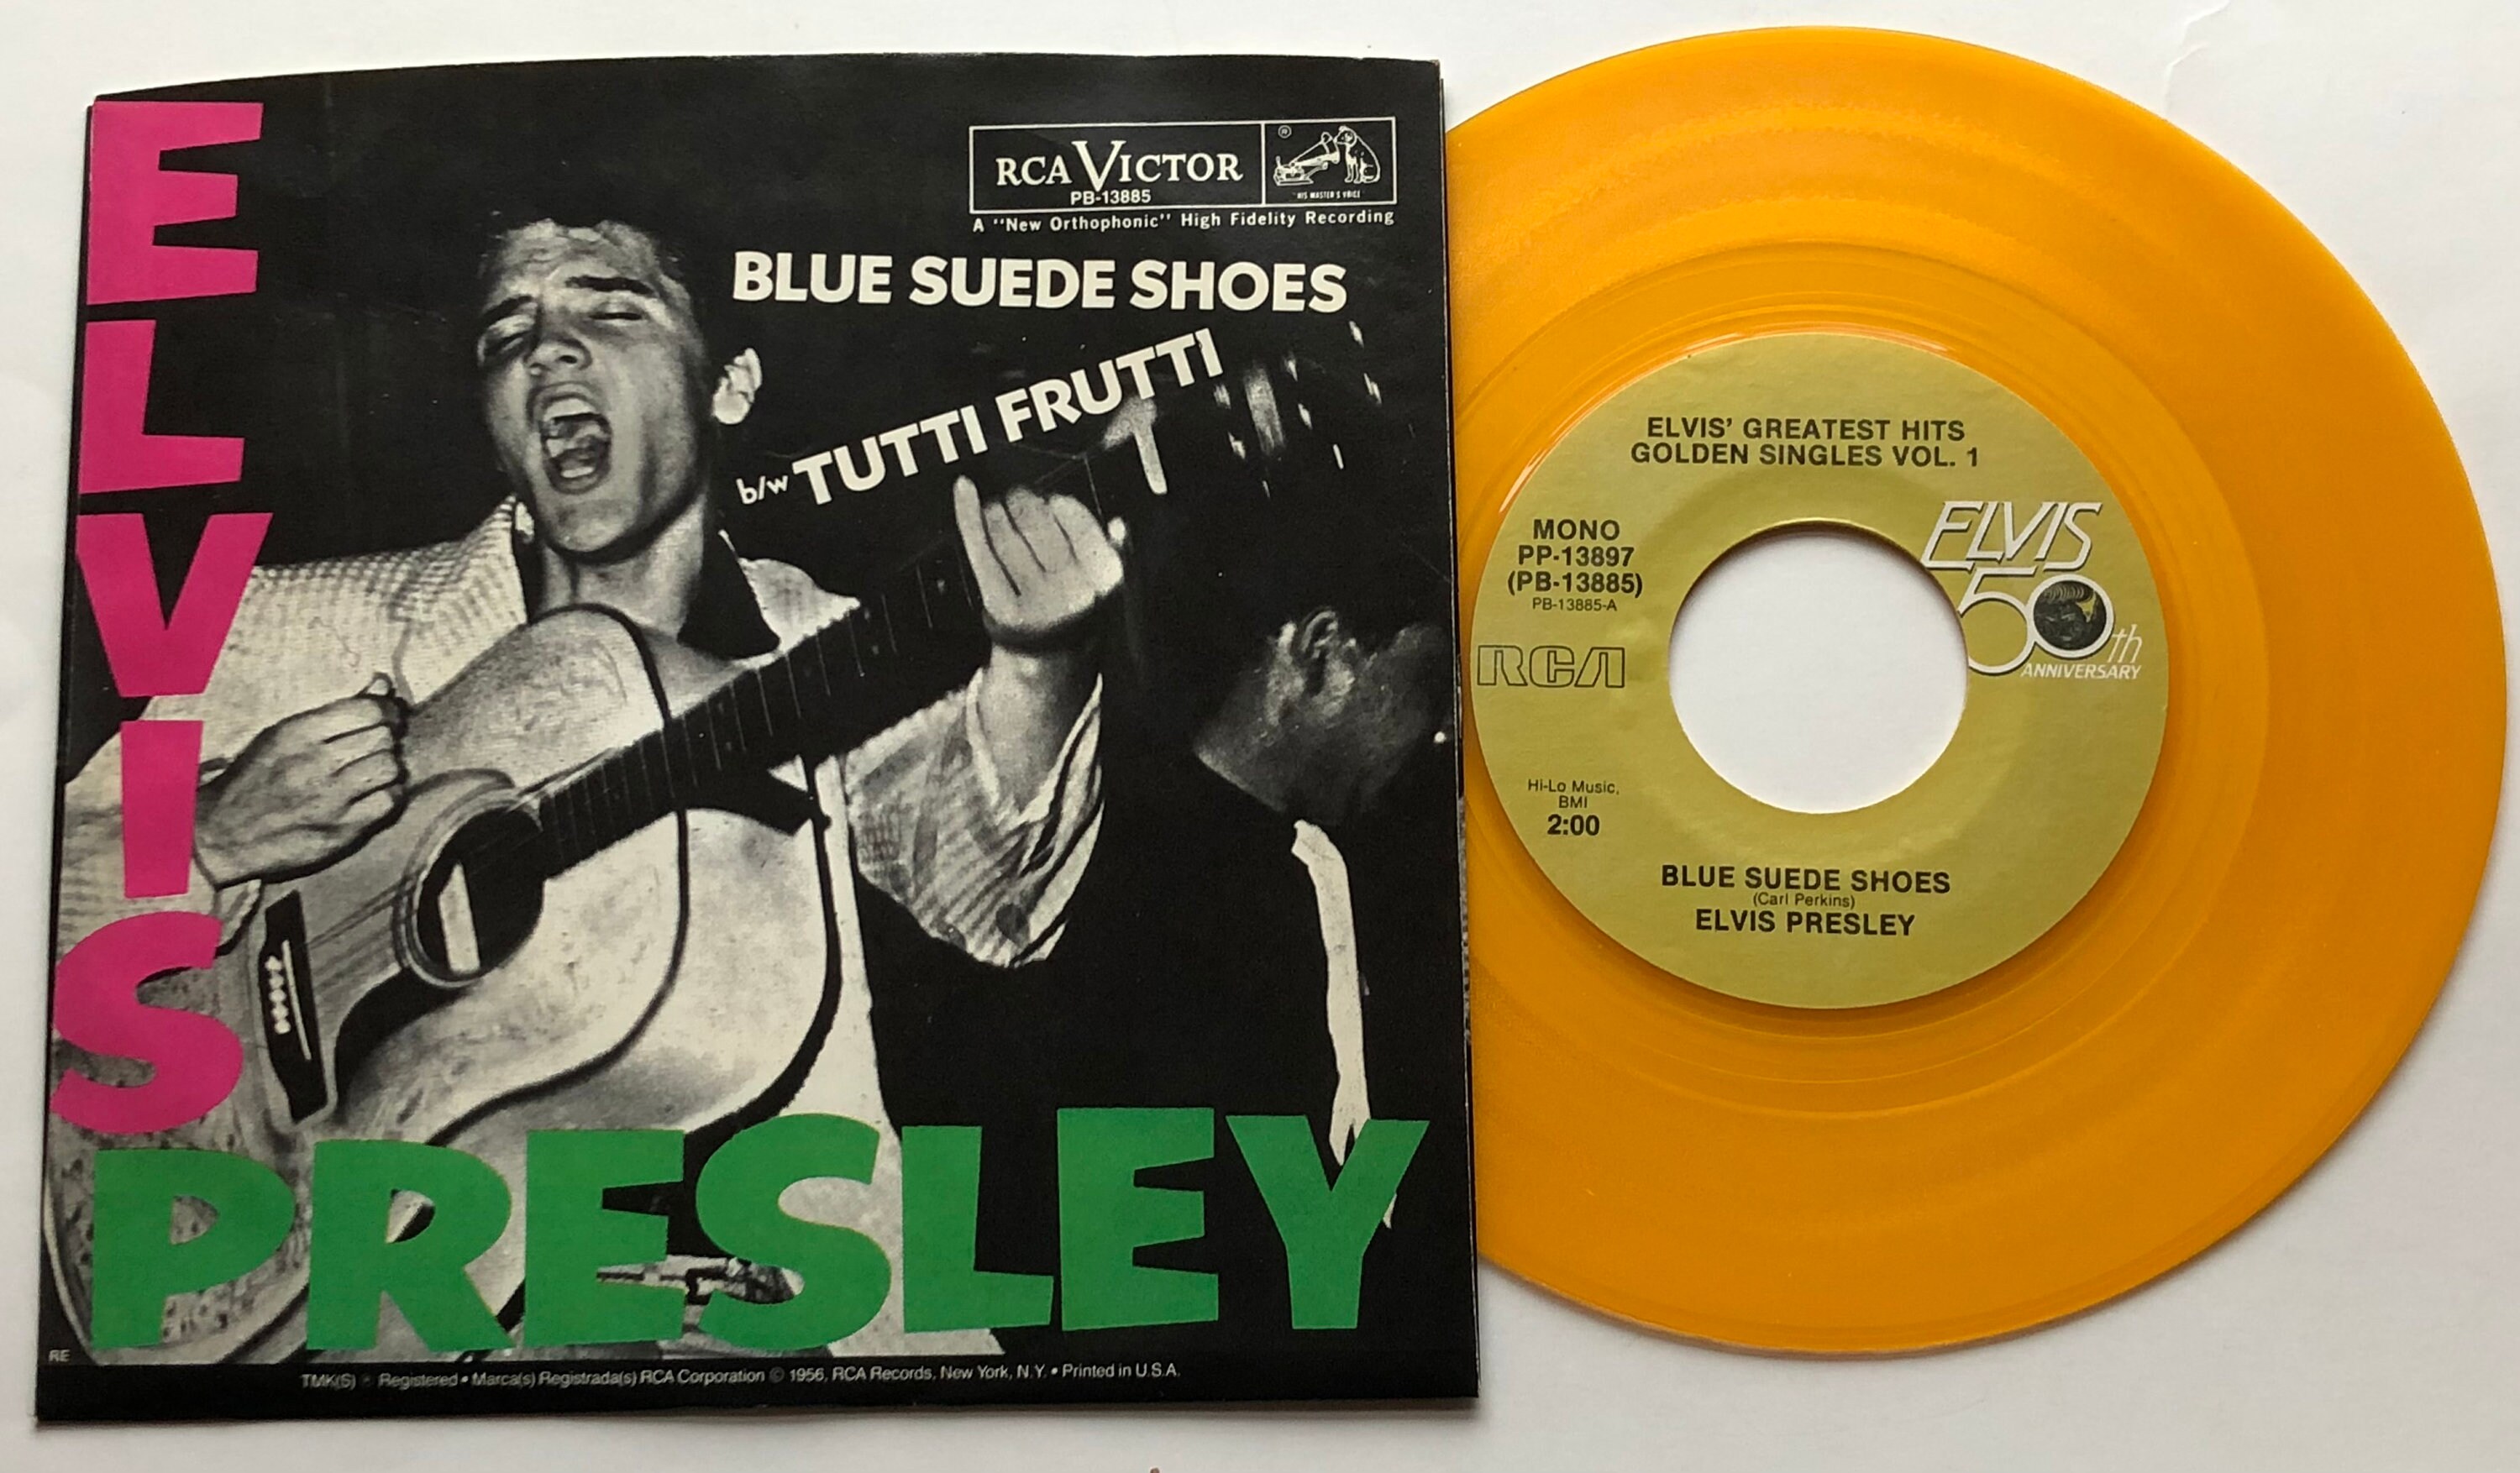 ELVIS
PRESLEY
RCA VICTOR
PB-13885
®
"HIS MASTER'S VOICE"
A "New Orthophonic" High Fidelity Recording
BLUE SUEDE SHOES
b/w TUTTI FRUTTI
RE
TMK(S) ® Registered • Marca(s) Registrada(s) RCA Corporation © 1956, RCA Records, New York, N.Y. • Printed in U.S.A.
ELVIS' GREATEST HITS
GOLDEN SINGLES VOL. 1
MONO
PP-13897
(PB-13885)
PB-13885-A
RCA
ELVIS
50th
ANNIVERSARY
Hi-Lo Music,
BMI
2:00
BLUE SUEDE SHOES
(Carl Perkins)
ELVIS PRESLEY